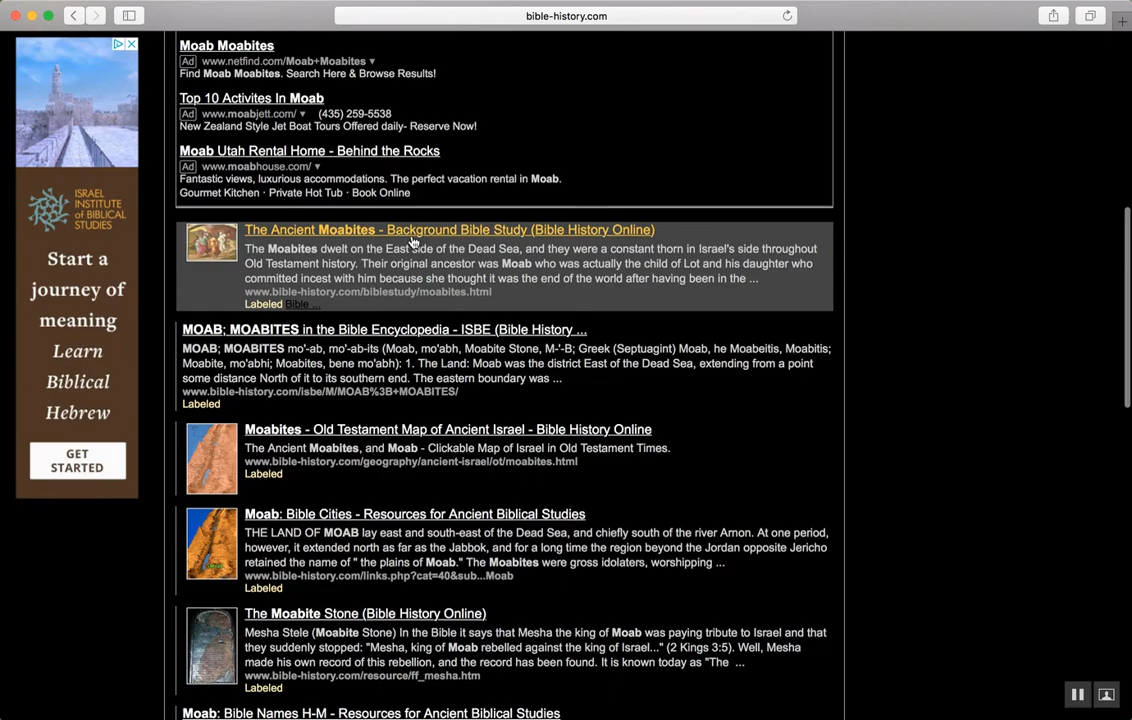 bible-history.com
Moab Moabites
Ad www.netfind.com/Moab+Moabites ▾
Find Moab Moabites. Search Here & Browse Results!
Top 10 Activites In Moab
Ad www.moabjett.com/ ▾ (435) 259-5538
New Zealand Style Jet Boat Tours Offered daily- Reserve Now!
Moab Utah Rental Home - Behind the Rocks
Ad www.moabhouse.com/ ▾
Fantastic views, luxurious accommodations. The perfect vacation rental in Moab.
Gourmet Kitchen · Private Hot Tub · Book Online
ISRAEL
INSTITUTE
OF BIBLICAL
STUDIES
Start a
journey of
meaning
Learn
Biblical
Hebrew
GET
STARTED
The Ancient Moabites - Background Bible Study (Bible History Online)
The Moabites dwelt on the East side of the Dead Sea, and they were a constant thorn in Israel's side throughout
Old Testament history. Their original ancestor was Moab who was actually the child of Lot and his daughter who
committed incest with him because she thought it was the end of the world after having been in the ...
www.bible-history.com/biblestudy/moabites.html
Labeled Bible ...
MOAB; MOABITES in the Bible Encyclopedia - ISBE (Bible History ...
MOAB; MOABITES mo'-ab, mo'-ab-its (Moab, mo'abh, Moabite Stone, M-'-B; Greek (Septuagint) Moab, he Moabeitis, Moabitis;
Moabite, mo'abhi; Moabites, bene mo'abh): 1. The Land: Moab was the district East of the Dead Sea, extending from a point
some distance North of it to its southern end. The eastern boundary was ...
www.bible-history.com/isbe/M/MOAB%3B+MOABITES/
Labeled
Moabites - Old Testament Map of Ancient Israel - Bible History Online
The Ancient Moabites, and Moab - Clickable Map of Israel in Old Testament Times.
www.bible-history.com/geography/ancient-israel/ot/moabites.html
Labeled
Moab: Bible Cities - Resources for Ancient Biblical Studies
THE LAND OF MOAB lay east and south-east of the Dead Sea, and chiefly south of the river Arnon. At one period,
however, it extended north as far as the Jabbok, and for a long time the region beyond the Jordan opposite Jericho
retained the name of " the plains of Moab." The Moabites were gross idolaters, worshipping ...
www.bible-history.com/links.php?cat=40&sub...Moab
Labeled
The Moabite Stone (Bible History Online)
Mesha Stele (Moabite Stone) In the Bible it says that Mesha the king of Moab was paying tribute to Israel and that
they suddenly stopped: "Mesha, king of Moab rebelled against the king of Israel..." (2 Kings 3:5). Well, Mesha
made his own record of this rebellion, and the record has been found. It is known today as "The ...
www.bible-history.com/resource/ff_mesha.htm
Labeled
Moab: Bible Names H-M - Resources for Ancient Biblical Studies